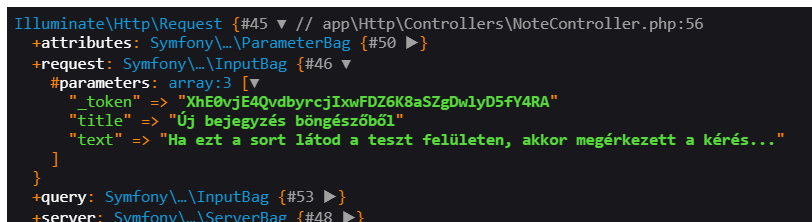 Illuminate\Http\Request {#45 ▼ // app\Http\Controllers\NoteController.php:56
+attributes: Symfony\…\ParameterBag {#50 ▶}
+request: Symfony\…\InputBag {#46 ▼
#parameters: array:3 [▼
"_token" => "XhE0vjE4QvdbyrcjIxwFDZ6K8aSZgDwlyD5fY4RA"
"title" => "Új bejegyzés böngészőből"
"text" => "Ha ezt a sort látod a teszt felületen, akkor megérkezett a kérés..."
]
}
+query: Symfony\…\InputBag {#53 ▶}
+server: Symfony\…\ServerBag {#48 ▶}